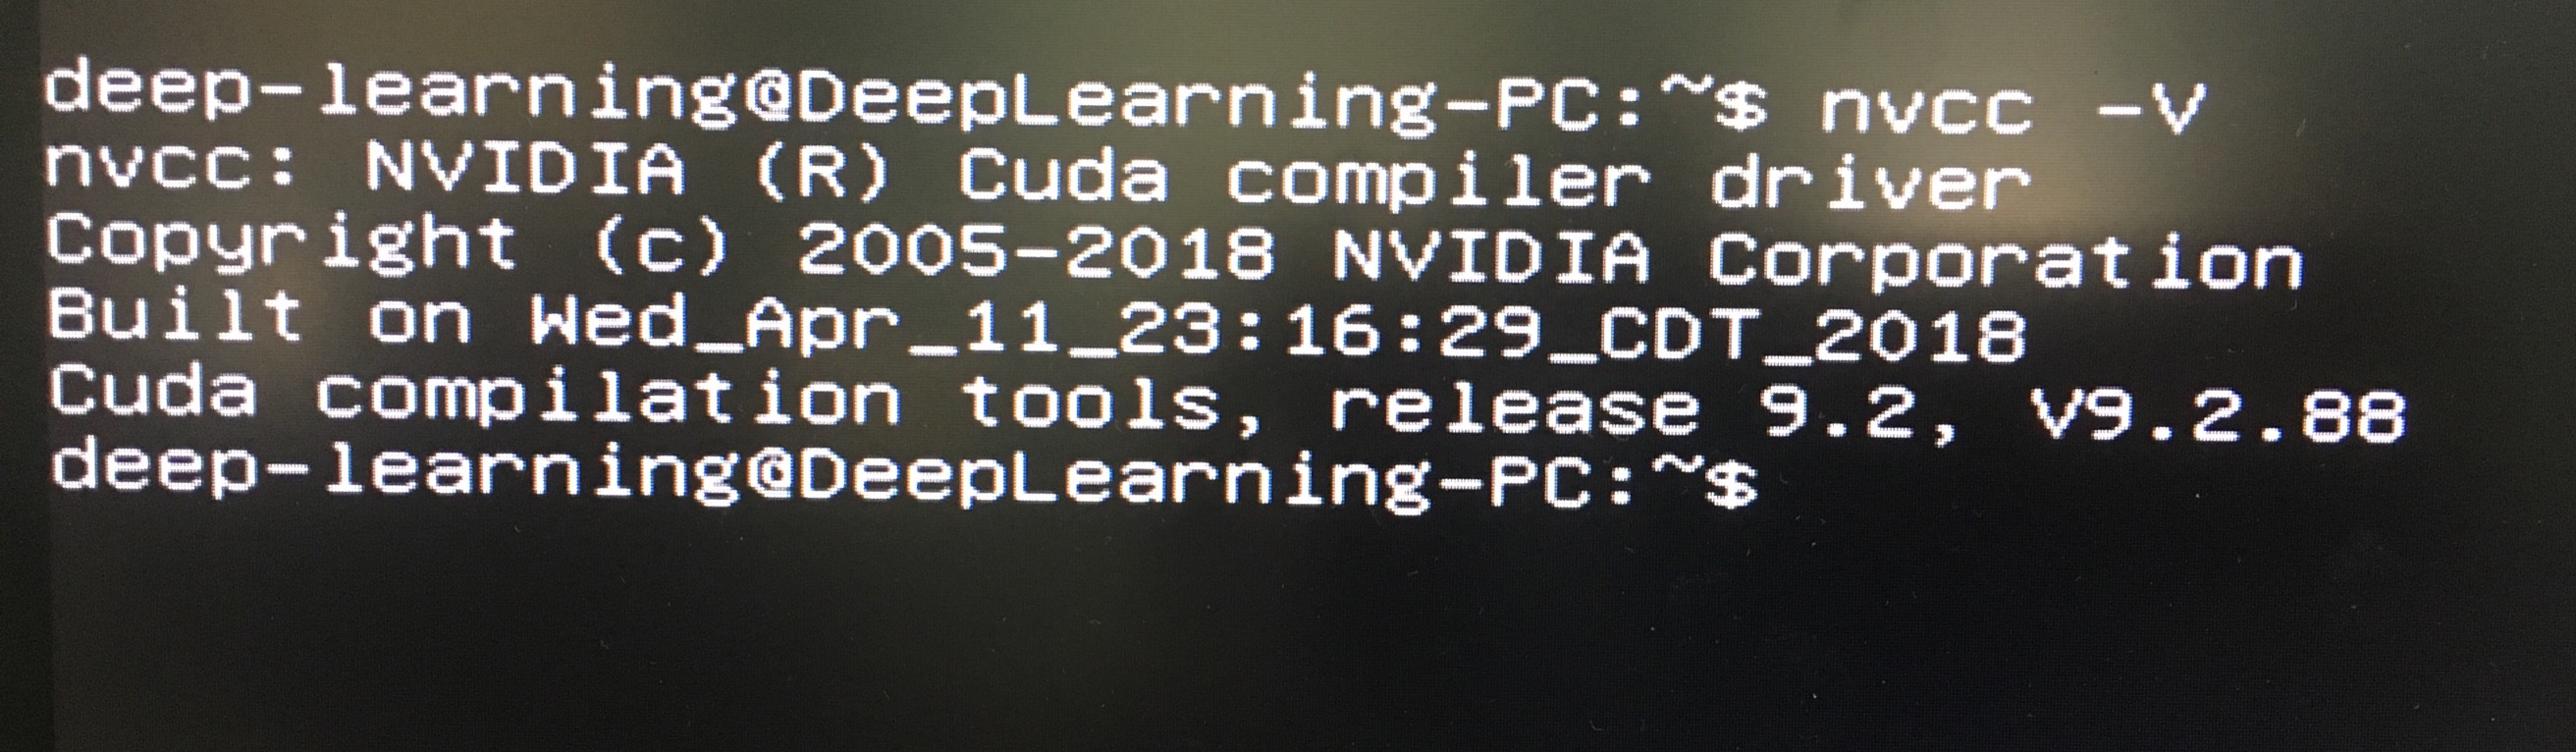 deep-learning@DeepLearning-PC:~$ nvcc -V
nvcc: NVIDIA (R) Cuda compiler driver
Copyright (c) 2005-2018 NVIDIA Corporation
Built on Wed_Apr_11_23:16:29_CDT_2018
Cuda compilation tools, release 9.2, V9.2.88
deep-learning@DeepLearning-PC:~$